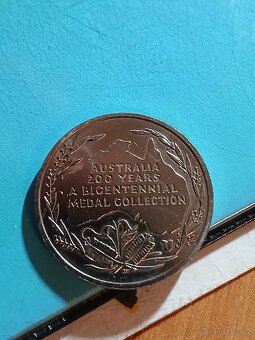 AUSTRALIA
200 YEARS
A BICENTENNIAL
MEDAL COLLECTION